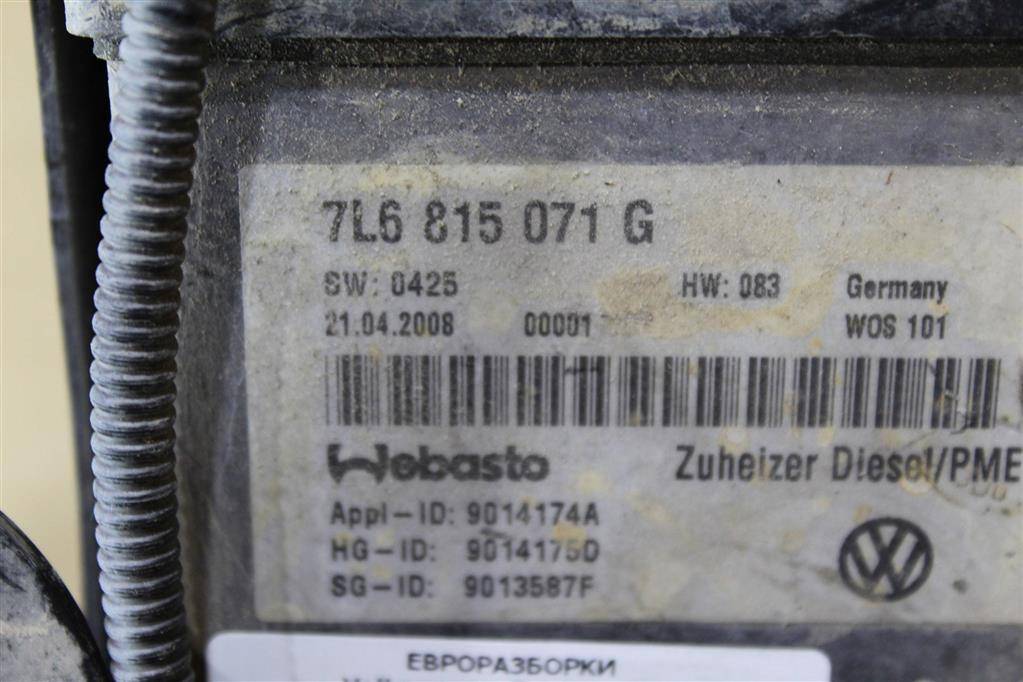 7L6 815 071 G
SW: 0425 HW: 083 Germany
21.04.2008 00001 WOS 101
Webasto Zuheizer Diesel/PME
Appl-ID: 9014174A
HG-ID: 9014175D
SG-ID: 9013587F
VW
ЕВРОРАЗБОРКИ